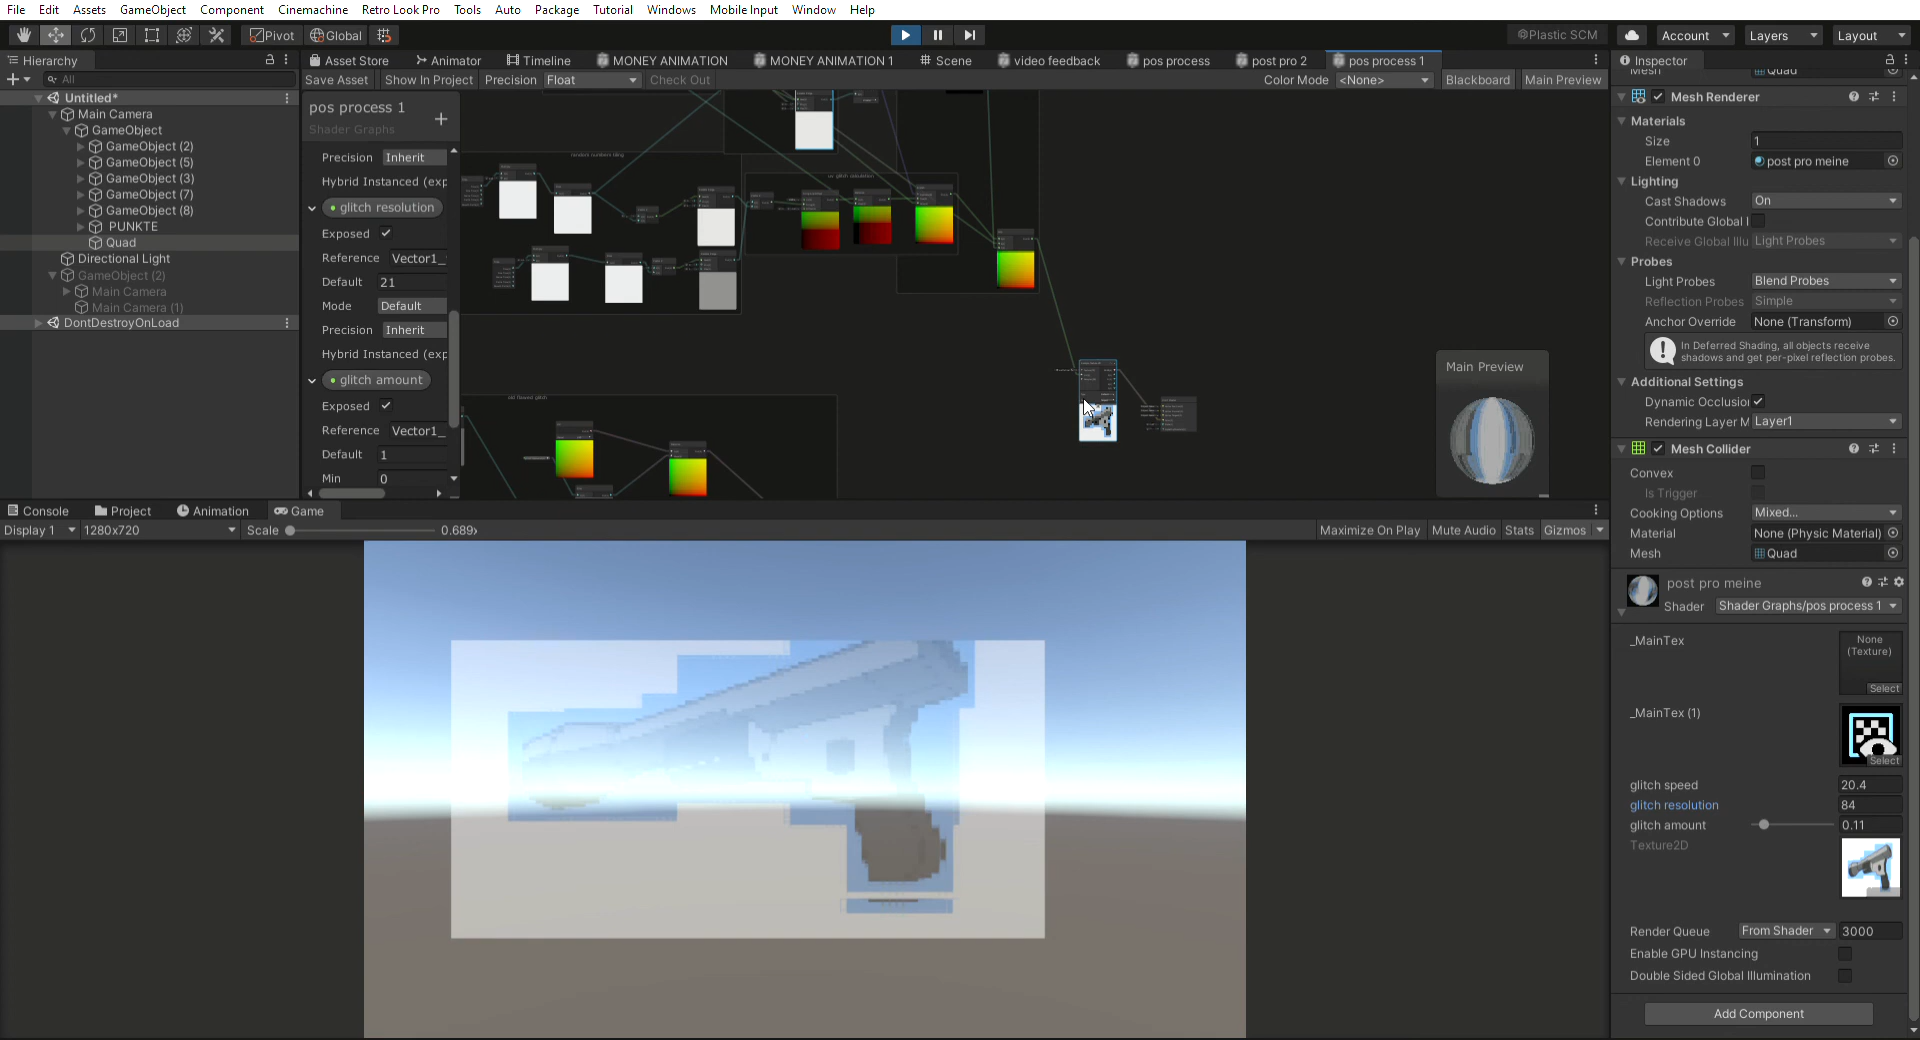 File Edit Assets GameObject Component Cinemachine Retro Look Pro Tools Auto Package Tutorial Windows Mobile Input Window Help
Pivot Global Plastic SCM Account Layers Layout
Hierarchy
All
Untitled*
Main Camera
GameObject
GameObject (2)
GameObject (5)
GameObject (3)
GameObject (7)
GameObject (8)
PUNKTE
Quad
Directional Light
GameObject (2)
Main Camera
Main Camera (1)
DontDestroyOnLoad
Asset Store Animator Timeline MONEY ANIMATION MONEY ANIMATION 1 Scene video feedback pos process post pro 2 pos process 1
Save Asset Show In Project Precision Float Check Out Color Mode <None> Blackboard Main Preview
pos process 1
Shader Graphs
Precision Inherit
Hybrid Instanced (exp
glitch resolution
Exposed
Reference Vector1_
Default 21
Mode Default
Precision Inherit
Hybrid Instanced (exp
glitch amount
Exposed
Reference Vector1_
Default 1
Min 0
Main Preview
Console Project Animation Game
Display 1 1280x720 Scale 0.689x Maximize On Play Mute Audio Stats Gizmos
Inspector
Mesh Quad
Mesh Renderer
Materials
Size 1
Element 0 post pro meine
Lighting
Cast Shadows On
Contribute Global I
Receive Global Illu Light Probes
Probes
Light Probes Blend Probes
Reflection Probes Simple
Anchor Override None (Transform)
In Deferred Shading, all objects receive
shadows and get per-pixel reflection probes.
Additional Settings
Dynamic Occlusion
Rendering Layer M Layer1
Mesh Collider
Convex
Is Trigger
Cooking Options Mixed...
Material None (Physic Material)
Mesh Quad
post pro meine
Shader Shader Graphs/pos process 1
_MainTex None
(Texture)
Select
_MainTex (1)
Select
glitch speed 20.4
glitch resolution 84
glitch amount 0.11
Texture2D
Render Queue From Shader 3000
Enable GPU Instancing
Double Sided Global Illumination
Add Component